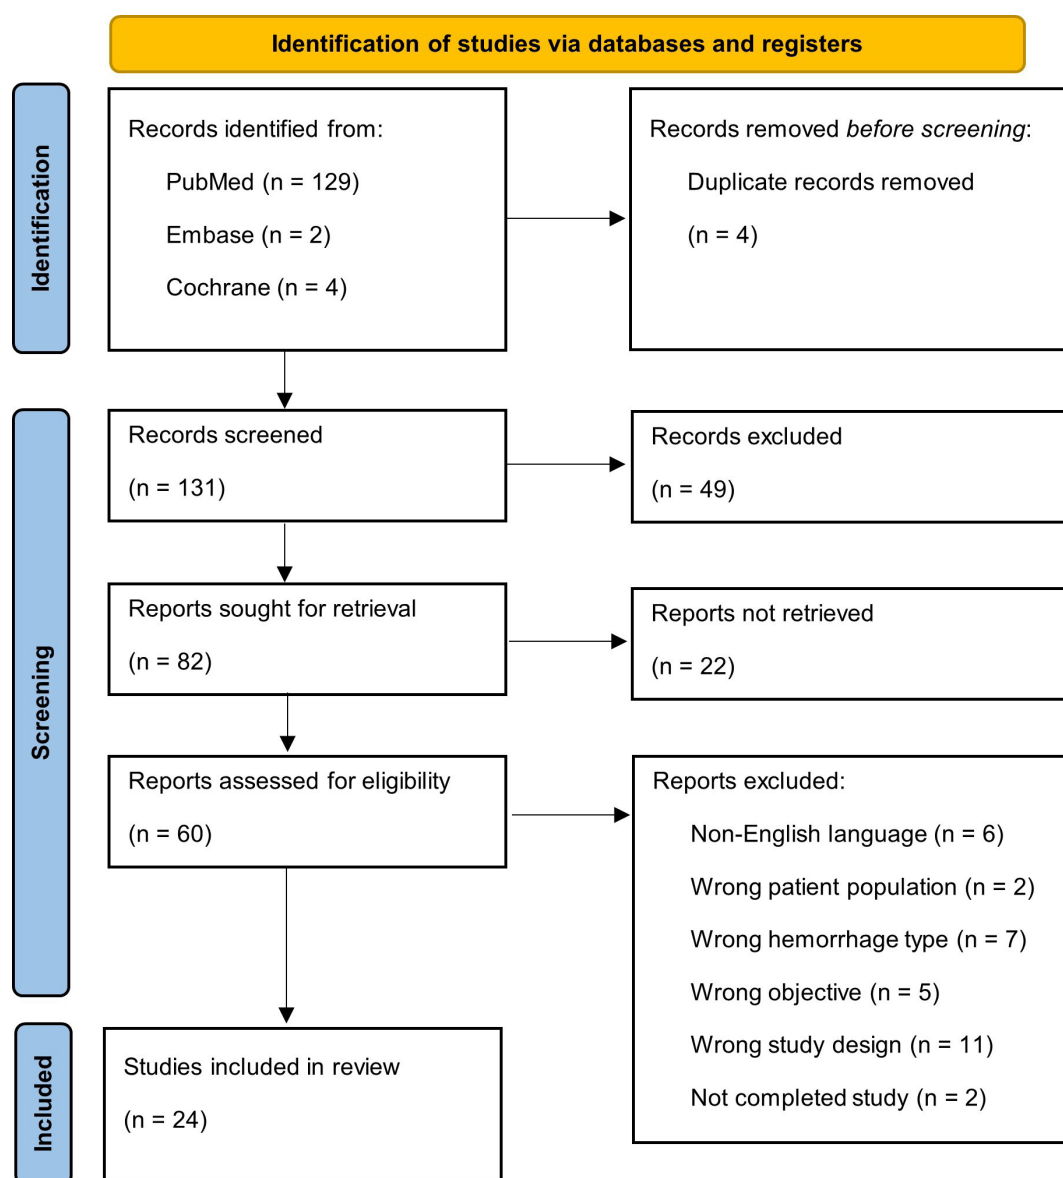 Identification of studies via databases and registers
Identification
Records identified from:
PubMed (n = 129)
Embase (n = 2)
Cochrane (n = 4)
Records removed before screening:
Duplicate records removed
(n = 4)
Screening
Records screened
(n = 131)
Records excluded
(n = 49)
Reports sought for retrieval
(n = 82)
Reports not retrieved
(n = 22)
Reports assessed for eligibility
(n = 60)
Reports excluded:
Non-English language (n = 6)
Wrong patient population (n = 2)
Wrong hemorrhage type (n = 7)
Wrong objective (n = 5)
Wrong study design (n = 11)
Not completed study (n = 2)
Included
Studies included in review
(n = 24)